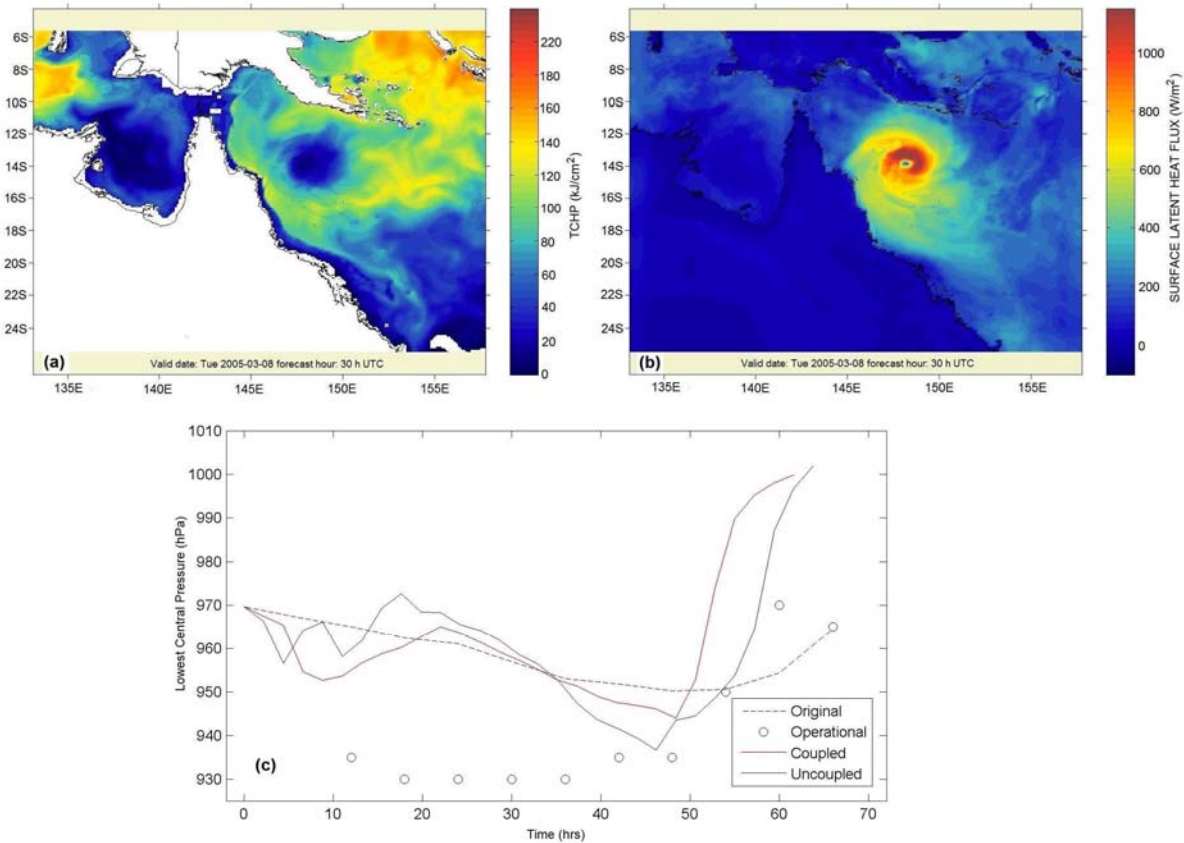 6S
8S
10S
12S
14S
16S
18S
20S
22S
24S
(a)
Valid date: Tue 2005-03-08 forecast hour: 30 h UTC
135E 140E 145E 150E 155E
220
200
180
160
140
120
100
80
60
40
20
0
TCHP (kJ/cm²)
6S
8S
10S
12S
14S
16S
18S
20S
22S
24S
(b)
Valid date: Tue 2005-03-08 forecast hour: 30 h UTC
135E 140E 145E 150E 155E
1000
800
600
400
200
0
SURFACE LATENT HEAT FLUX (W/m²)
1010
1000
990
980
970
960
950
940
930
Lowest Central Pressure (hPa)
(c)
Original
Operational
Coupled
Uncoupled
0 10 20 30 40 50 60 70
Time (hrs)